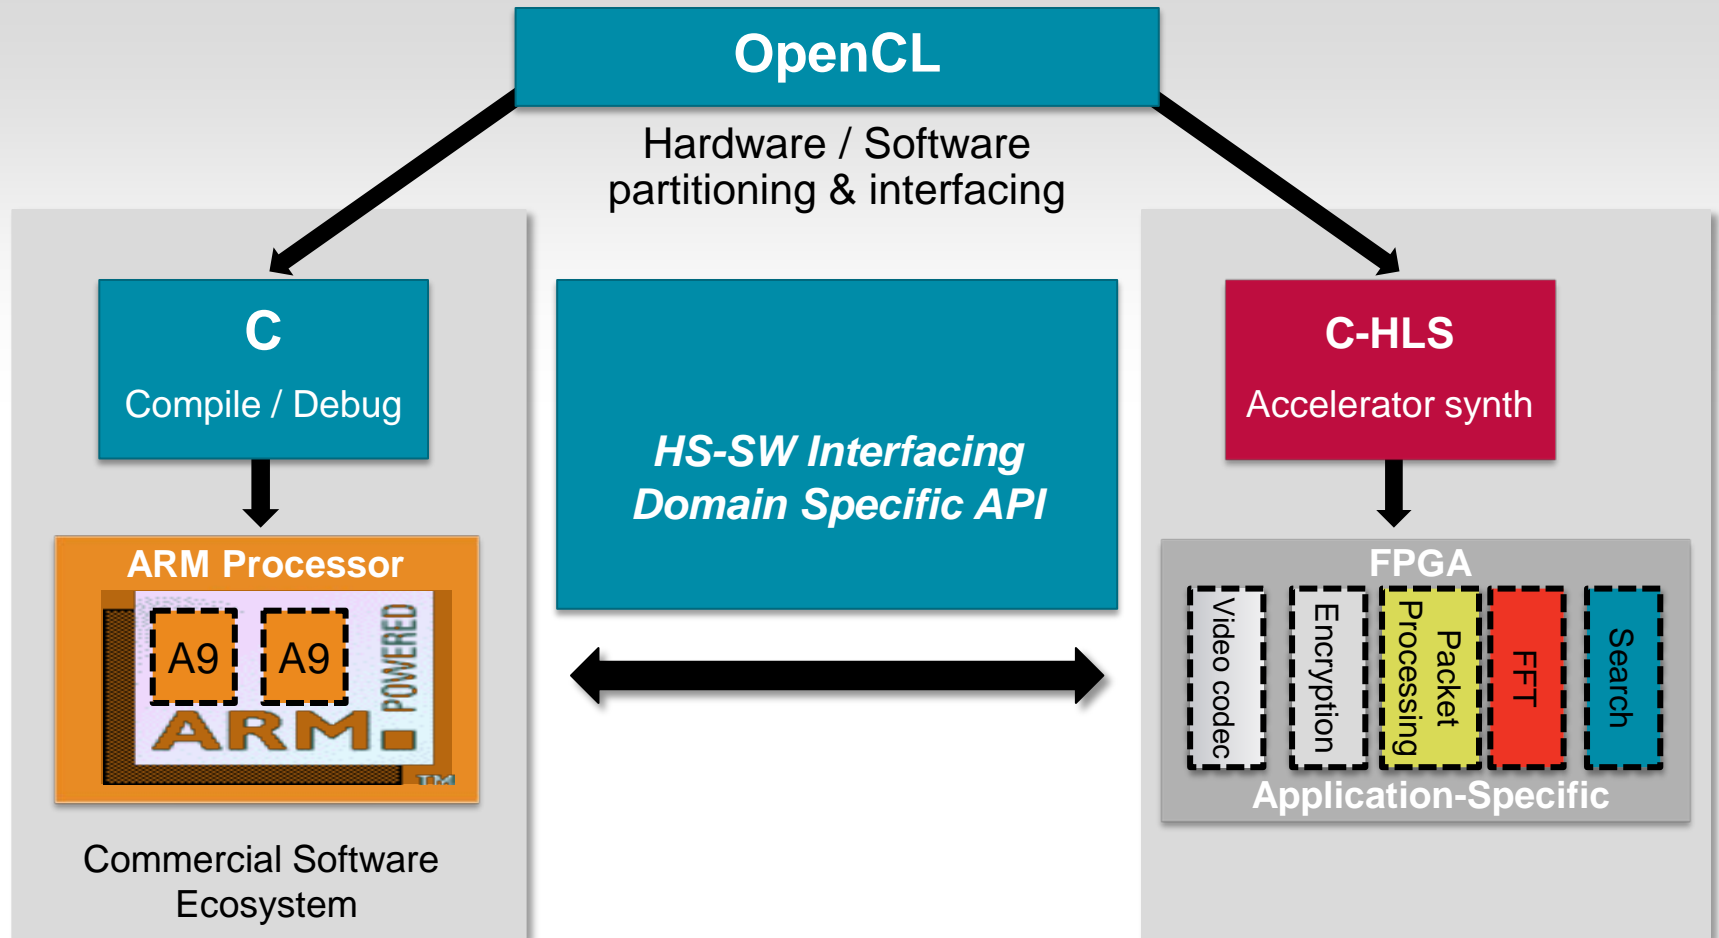 OpenCL
Hardware / Software
partitioning & interfacing
C
Compile / Debug
HS-SW Interfacing
Domain Specific API
C-HLS
Accelerator synth
ARM Processor
A9
A9
ARM
POWERED
TM
Commercial Software
Ecosystem
FPGA
Video codec
Encryption
Packet
Processing
FFT
Search
Application-Specific